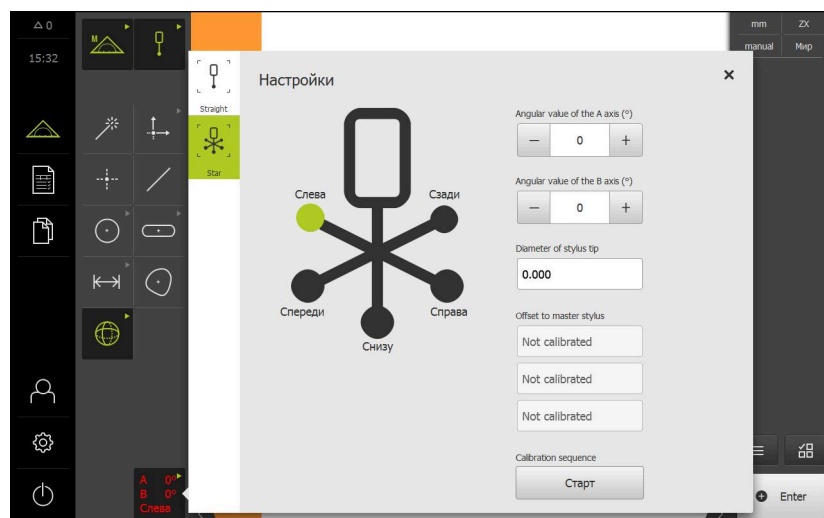 0
15:32
M
Straight
Star
Настройки
Слева
Сзади
Спереди
Справа
Снизу
Angular value of the A axis (°)
− 0 +
Angular value of the B axis (°)
− 0 +
Diameter of stylus tip
0.000
Offset to master stylus
Not calibrated
Not calibrated
Not calibrated
Calibration sequence
Старт
mm ZX
manual Мир
Enter
A 0°
B 0°
Слева